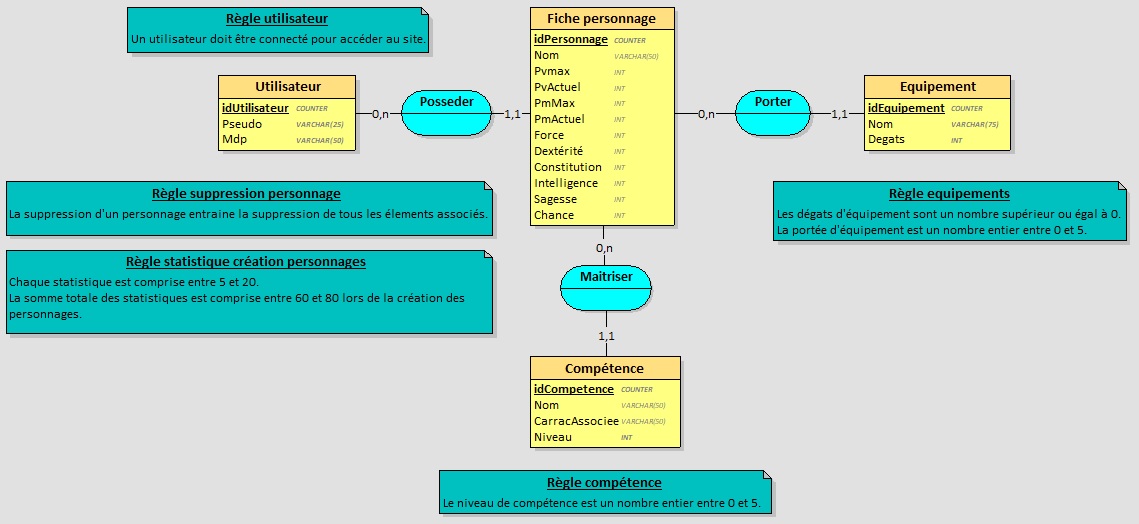 Règle utilisateur
Un utilisateur doit être connecté pour accéder au site.
Fiche personnage
idPersonnage COUNTER
Nom VARCHAR(50)
Pvmax INT
PvActuel INT
PmMax INT
PmActuel INT
Force INT
Dextérité INT
Constitution INT
Intelligence INT
Sagesse INT
Chance INT
Utilisateur
idUtilisateur COUNTER
Pseudo VARCHAR(25)
Mdp VARCHAR(50)
0,n
Posseder
1,1
0,n
Porter
1,1
Equipement
idEquipement COUNTER
Nom VARCHAR(75)
Degats INT
Règle suppression personnage
La suppression d'un personnage entraine la suppression de tous les élements associés.
Règle equipements
Les dégats d'équipement sont un nombre supérieur ou égal à 0.
La portée d'équipement est un nombre entier entre 0 et 5.
Règle statistique création personnages
Chaque statistique est comprise entre 5 et 20.
La somme totale des statistiques est comprise entre 60 et 80 lors de la création des
personnages.
0,n
Maitriser
1,1
Compétence
idCompetence COUNTER
Nom VARCHAR(50)
CarracAssociee VARCHAR(50)
Niveau INT
Règle compétence
Le niveau de compétence est un nombre entier entre 0 et 5.